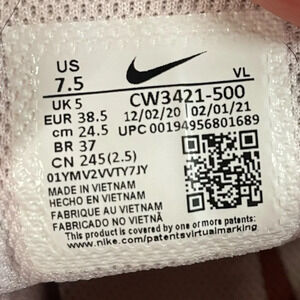 US
7.5
VL
UK 5
EUR 38.5
cm 24.5
BR 37
CN 245(2.5)
CW3421-500
12/02/20 02/01/21
UPC 00194956801689
01YMV2VVTY7JY
MADE IN VIETNAM
HECHO EN VIETNAM
FABRIQUE AU VIETNAM
FABRICADO NO VIETNÃ
This product is covered by one or more patents:
www.nike.com/patentsvirtualmarking